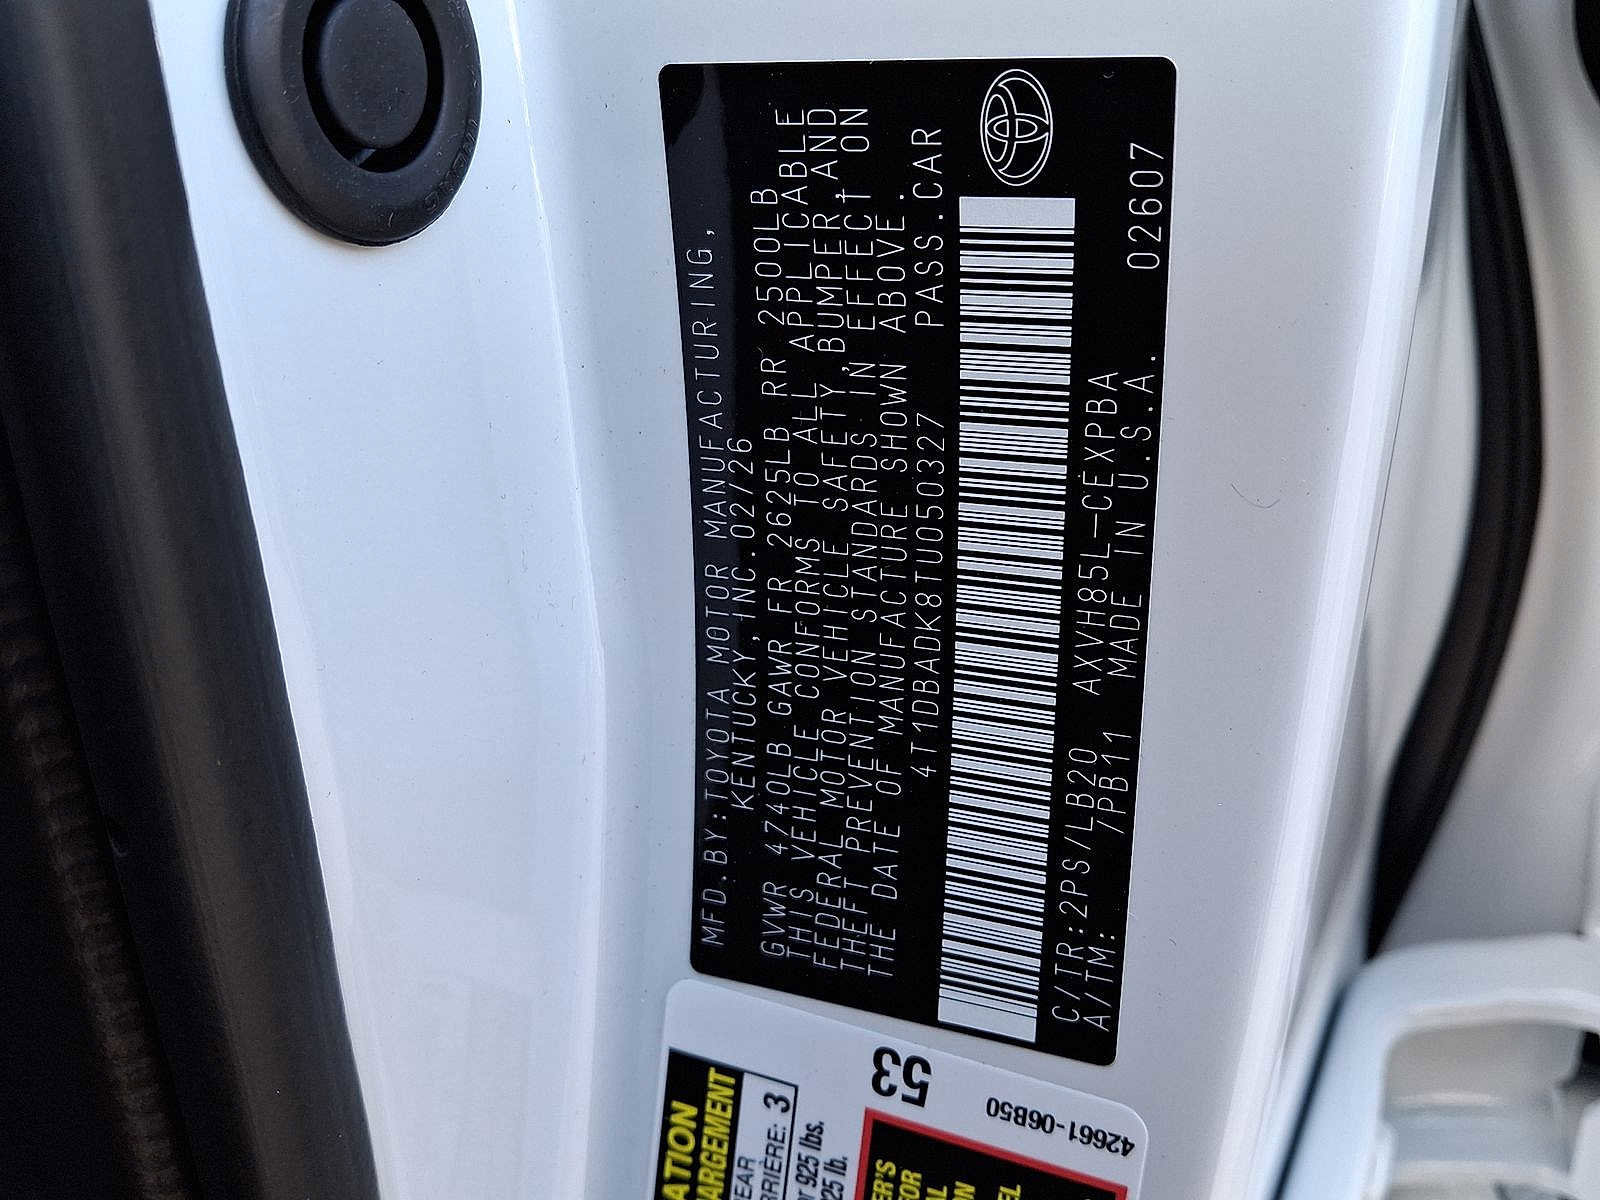 MFD.BY:TOYOTA MOTOR MANUFACTURING,
KENTUCKY,INC.02/26
GVWR 4740LB GAWR FR 2625LB RR 2500LB
THIS VEHICLE CONFORMS TO ALL APPLICABLE
FEDERAL MOTOR VEHICLE SAFETY,BUMPER,AND
THEFT PREVENTION STANDARDS IN EFFECT ON
THE DATE OF MANUFACTURE SHOWN ABOVE.
4T1DBADK8TU050327 PASS.CAR
C/TR:2PS/LB20 AXVH85L-CEXPBA
A/TM: /PB11 MADE IN U.S.A. 02607
53
42661-06B50
ARGEMENT
3
925 lbs.